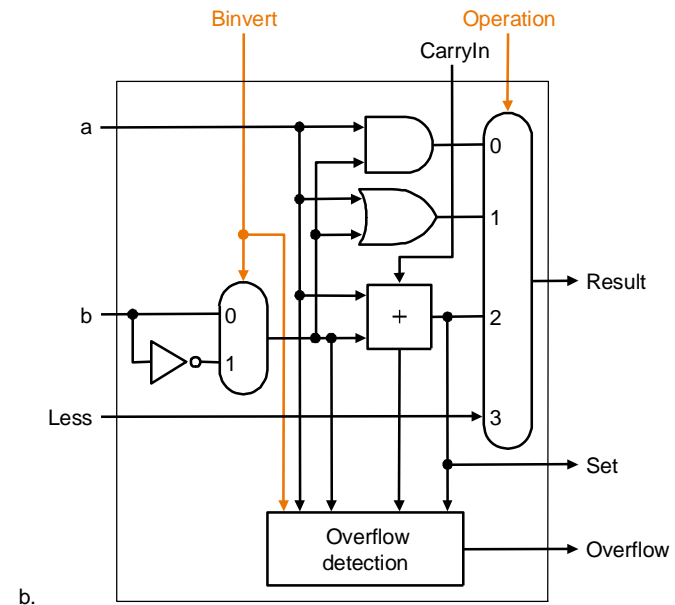 Binvert
Operation
CarryIn
a
0
1
Result
b
0
+
2
1
Less
3
Set
Overflow
detection
Overflow
b.